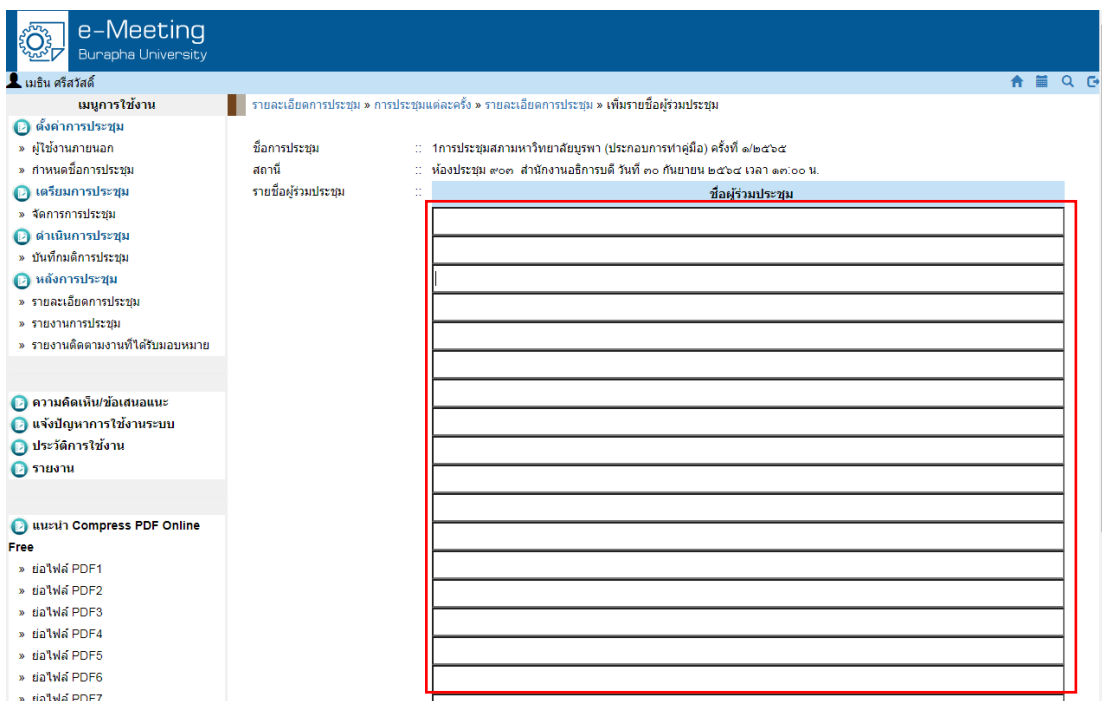 e-Meeting
Burapha University
เมธิน ศรีสวัสดิ์
เมนูการใช้งาน
ตั้งค่าการประชุม
» ผู้ใช้งานภายนอก
» กำหนดชื่อการประชุม
เตรียมการประชุม
» จัดการการประชุม
ดำเนินการประชุม
» บันทึกมติการประชุม
หลังการประชุม
» รายละเอียดการประชุม
» รายงานการประชุม
» รายงานติดตามงานที่ได้รับมอบหมาย
ความคิดเห็น/ข้อเสนอแนะ
แจ้งปัญหาการใช้งานระบบ
ประวัติการใช้งาน
รายงาน
แนะนำ Compress PDF Online
Free
» ย่อไฟล์ PDF1
» ย่อไฟล์ PDF2
» ย่อไฟล์ PDF3
» ย่อไฟล์ PDF4
» ย่อไฟล์ PDF5
» ย่อไฟล์ PDF6
» ย่อไฟล์ PDF7
รายละเอียดการประชุม » การประชุมแต่ละครั้ง » รายละเอียดการประชุม » เพิ่มรายชื่อผู้ร่วมประชุม
ชื่อการประชุม :: 1การประชุมสภามหาวิทยาลัยบูรพา (ประกอบการทำคู่มือ) ครั้งที่ ๑/๒๕๖๕
สถานี :: ห้องประชุม ๙๐๓ สำนักงานอธิการบดี วันที่ ๓๐ กันยายน ๒๕๖๔ เวลา ๑๓:๐๐ น.
รายชื่อผู้ร่วมประชุม :: ชื่อผู้ร่วมประชุม